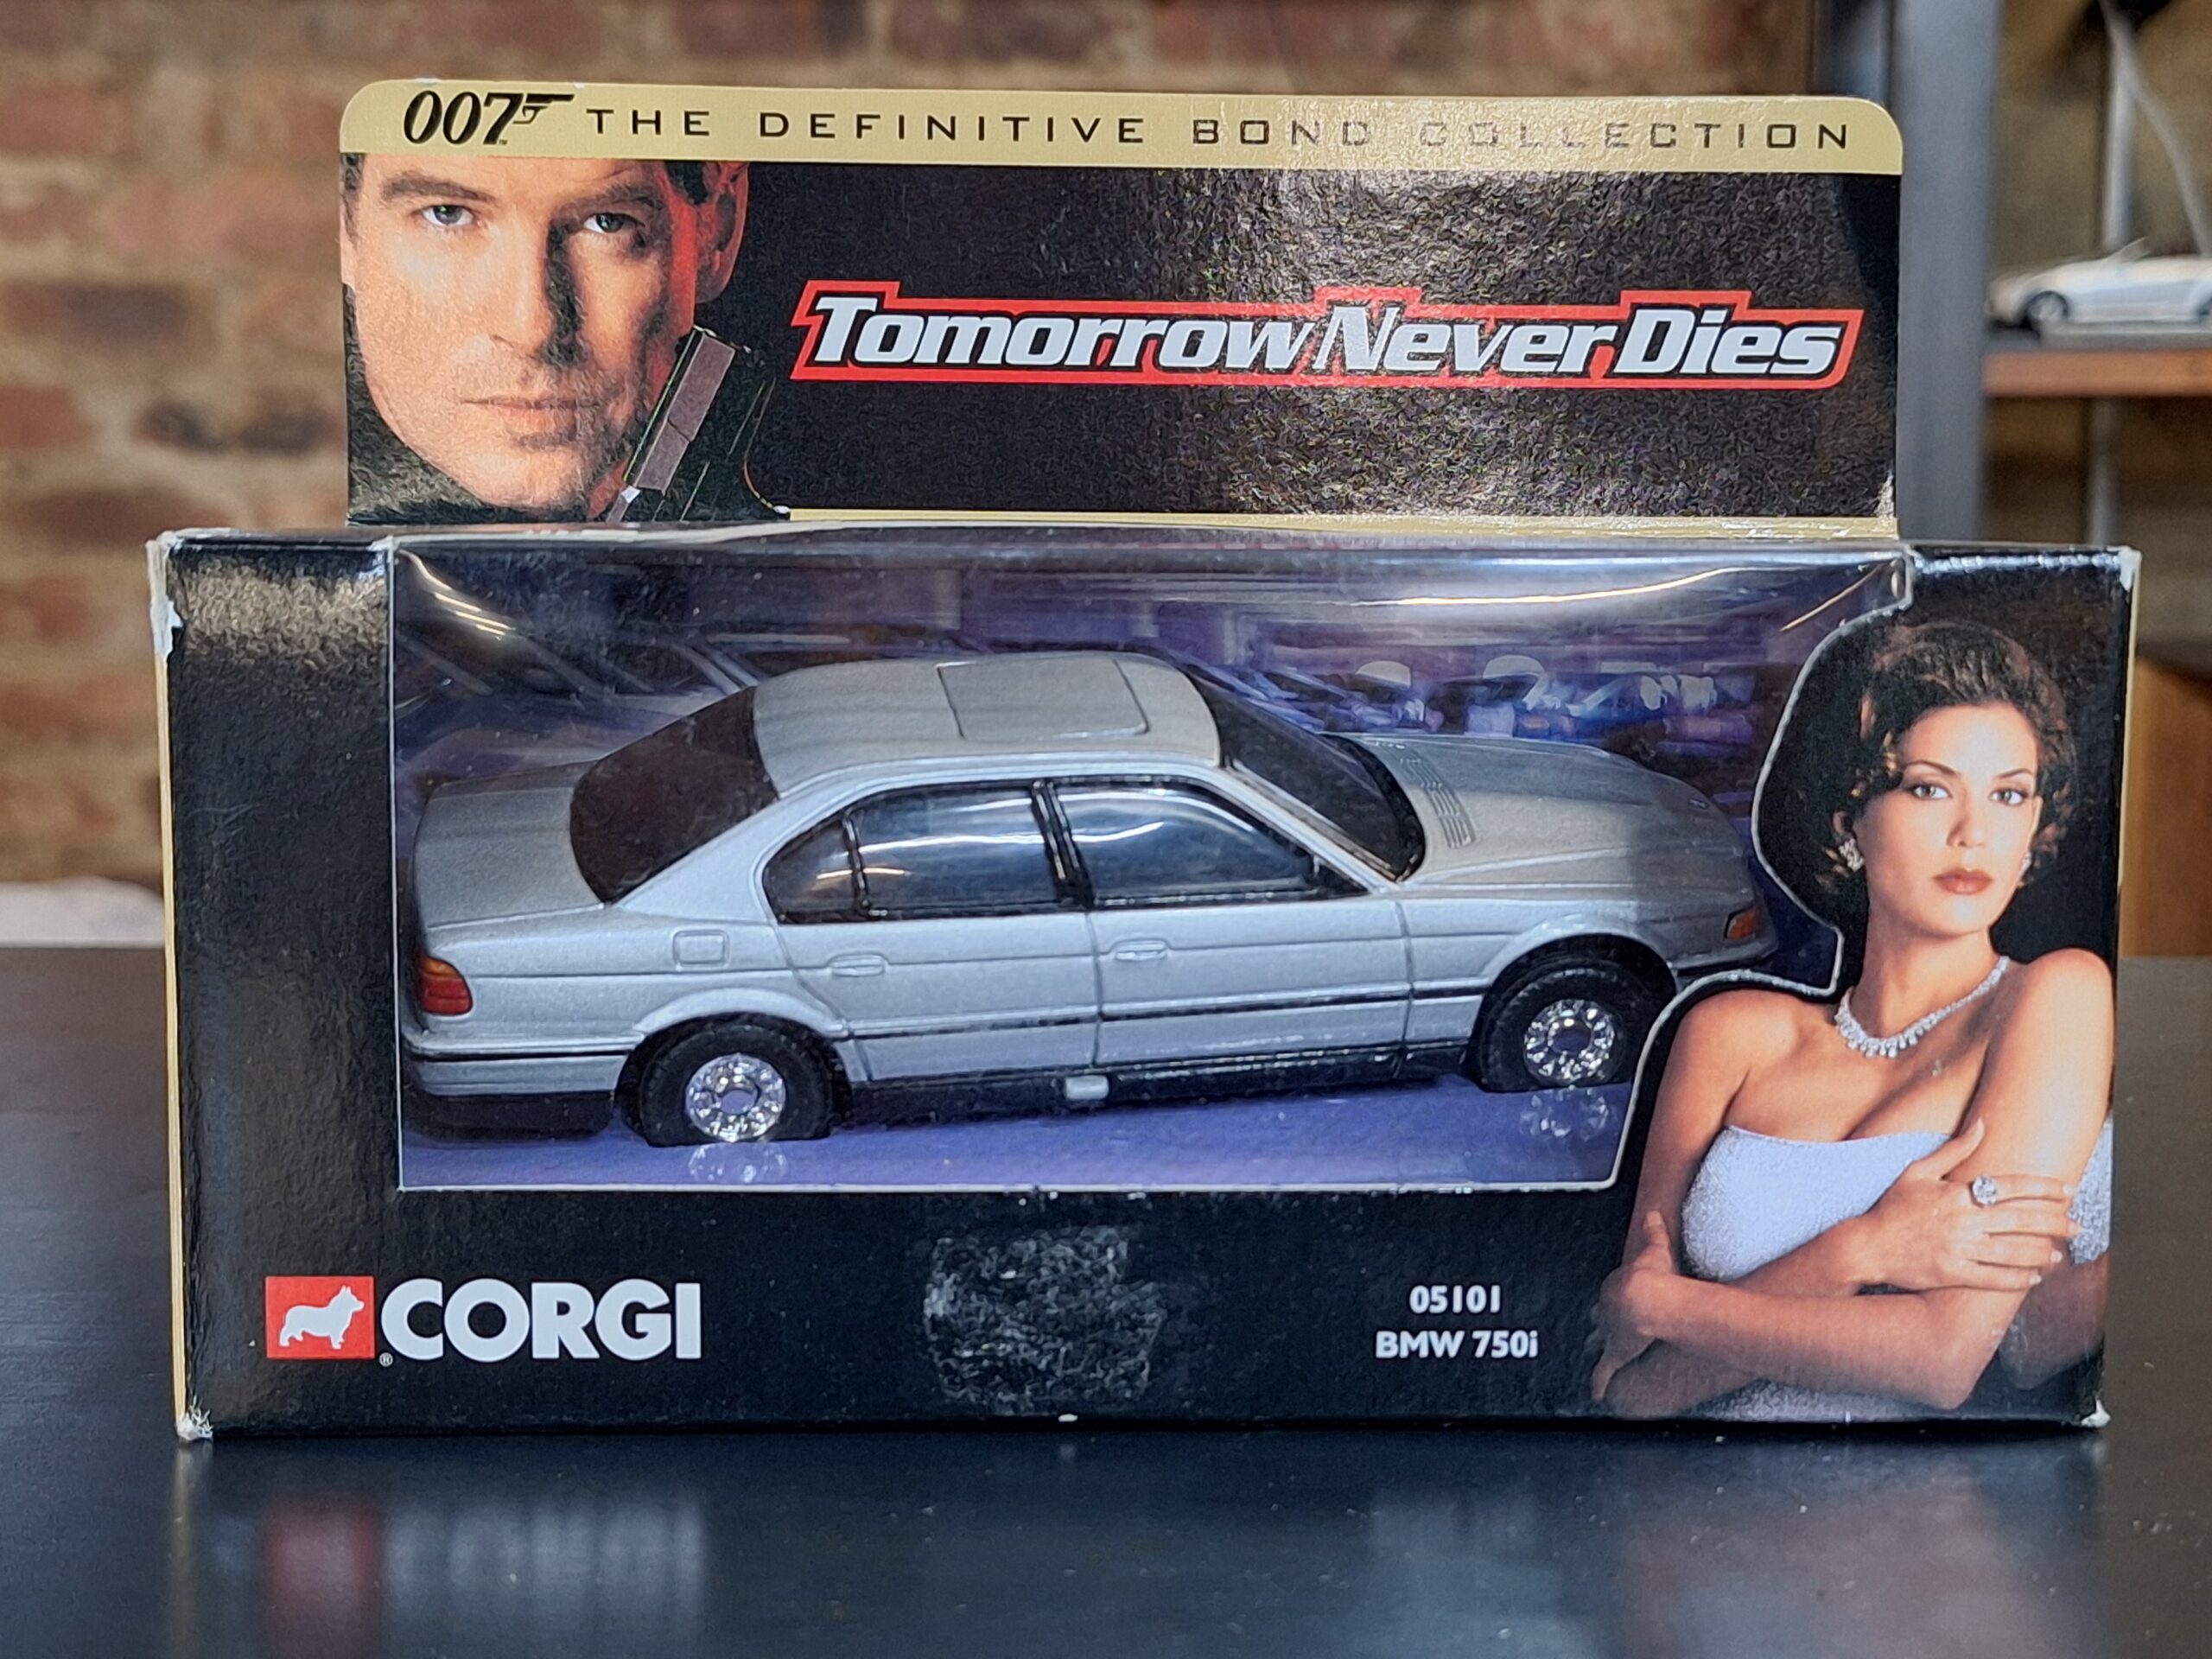 007 THE DEFINITIVE BOND COLLECTION
Tomorrow Never Dies
CORGI
05101
BMW 750i